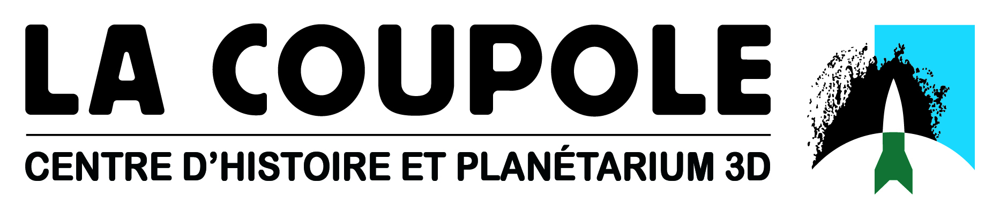 LA COUPOLE
CENTRE D’HISTOIRE ET PLANÉTARIUM 3D